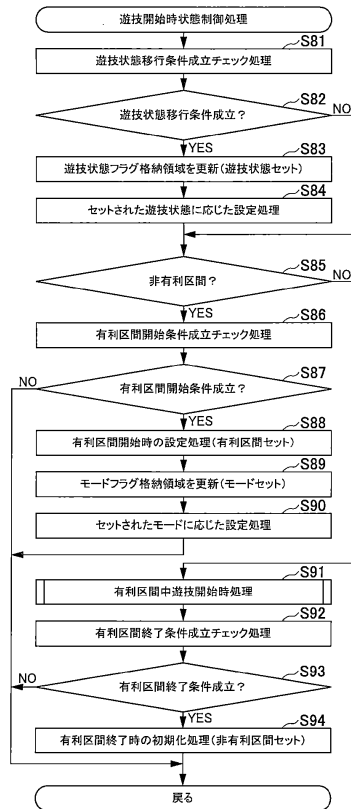 遊技開始時状態制御処理
S81
遊技状態移行条件成立チェック処理
S82
遊技状態移行条件成立?
NO
YES
S83
遊技状態フラグ格納領域を更新(遊技状態セット)
S84
セットされた遊技状態に応じた設定処理
S85
非有利区間?
NO
YES
S86
有利区間開始条件成立チェック処理
S87
NO
有利区間開始条件成立?
YES
S88
有利区間開始時の設定処理(有利区間セット)
S89
モードフラグ格納領域を更新(モードセット)
S90
セットされたモードに応じた設定処理
S91
有利区間中遊技開始時処理
S92
有利区間終了条件成立チェック処理
S93
NO
有利区間終了条件成立?
YES
S94
有利区間終了時の初期化処理(非有利区間セット)
戻る